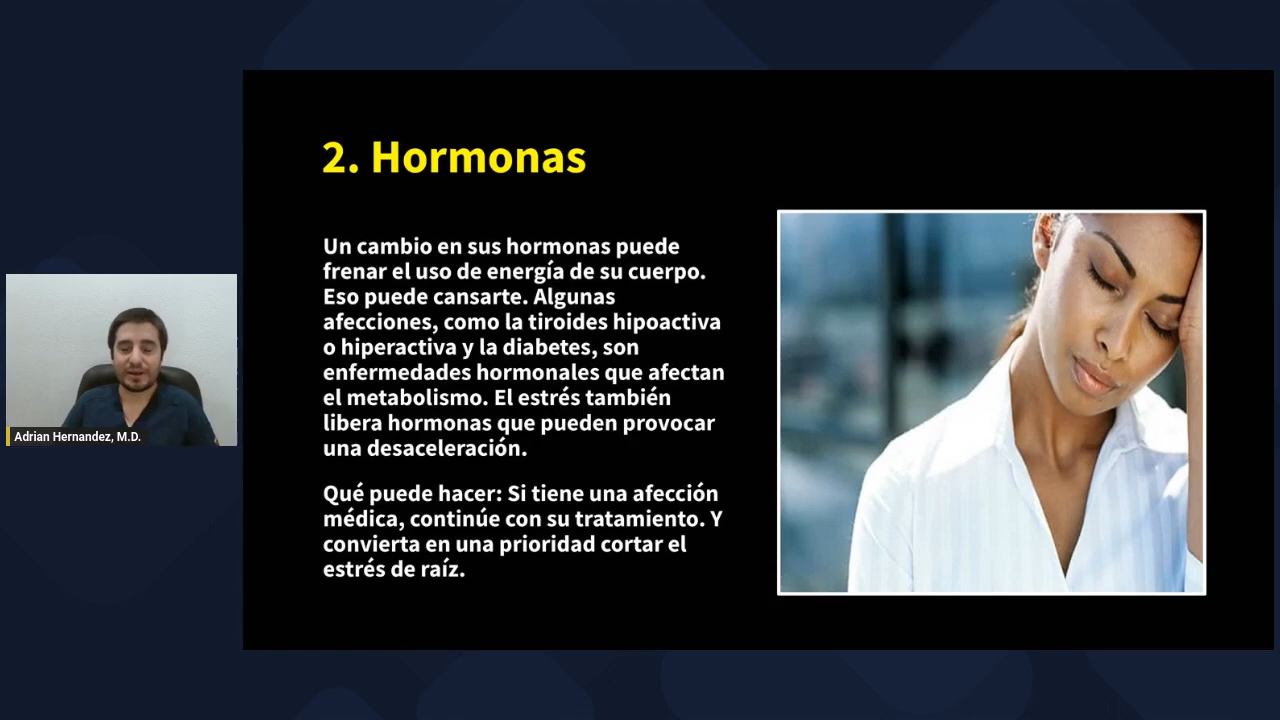 2. Hormonas
Un cambio en sus hormonas puede
frenar el uso de energía de su cuerpo.
Eso puede cansarte. Algunas
afecciones, como la tiroides hipoactiva
o hiperactiva y la diabetes, son
enfermedades hormonales que afectan
el metabolismo. El estrés también
libera hormonas que pueden provocar
una desaceleración.
Qué puede hacer: Si tiene una afección
médica, continúe con su tratamiento. Y
convierta en una prioridad cortar el
estrés de raíz.
Adrian Hernandez, M.D.